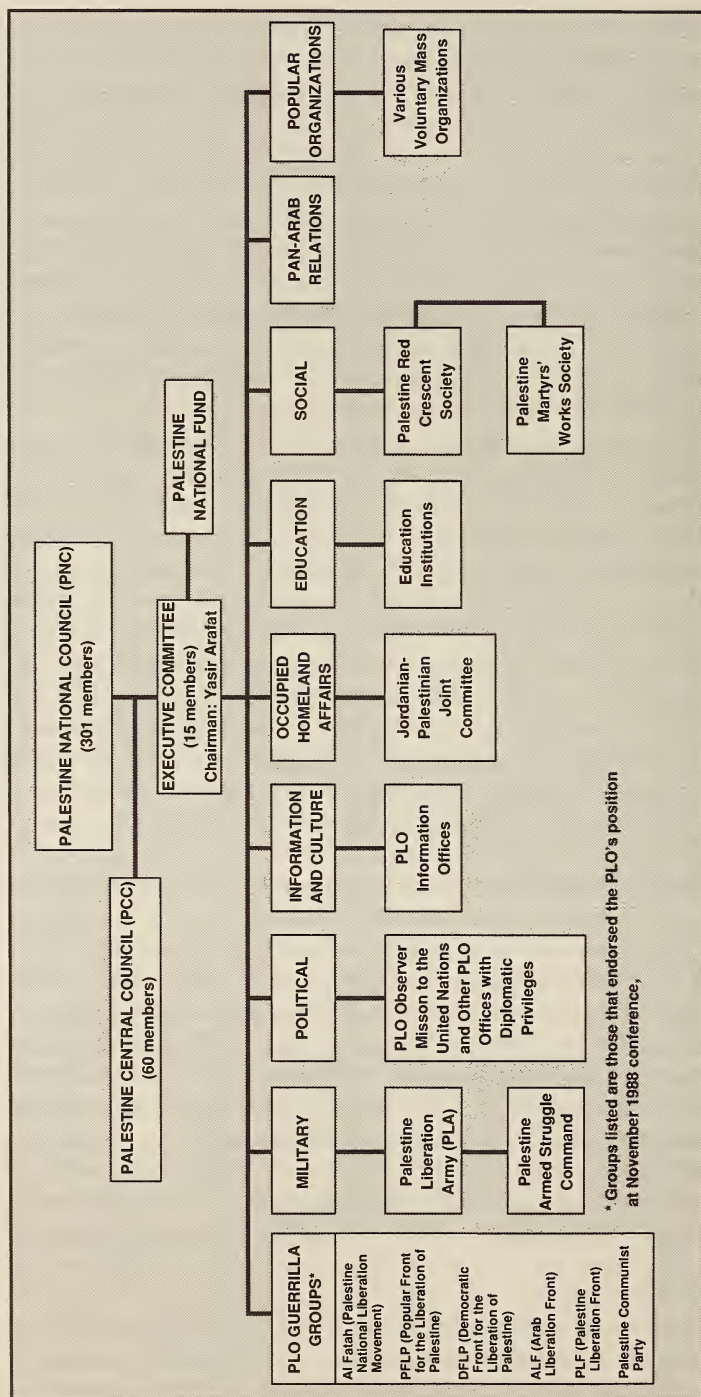 PALESTINE NATIONAL COUNCIL (PNC)
(301 members)
PALESTINE CENTRAL COUNCIL (PCC)
(60 members)
EXECUTIVE COMMITTEE
(15 members)
Chairman: Yasir Arafat
PALESTINE
NATIONAL FUND
PLO GUERRILLA
GROUPS*
Al Fatah (Palestine
National Liberation
Movement)
PFLP (Popular Front
for the Liberation of
Palestine)
DFLP (Democratic
Front for the
Liberation of
Palestine)
ALF (Arab
Liberation Front)
PLF (Palestine
Liberation Front)
Palestine Communist
Party
MILITARY
Palestine
Liberation
Army (PLA)
Palestine
Armed Struggle
Command
POLITICAL
PLO Observer
Misson to the
United Nations
and Other PLO
Offices with
Diplomatic
Privileges
INFORMATION
AND CULTURE
PLO
Information
Offices
OCCUPIED
HOMELAND
AFFAIRS
Jordanian-
Palestinian
Joint
Committee
EDUCATION
Education
Institutions
SOCIAL
Palestine Red
Crescent
Society
Palestine
Martyrs'
Works Society
PAN-ARAB
RELATIONS
POPULAR
ORGANIZATIONS
Various
Voluntary Mass
Organizations
* Groups listed are those that endorsed the PLO's position
at November 1988 conference,